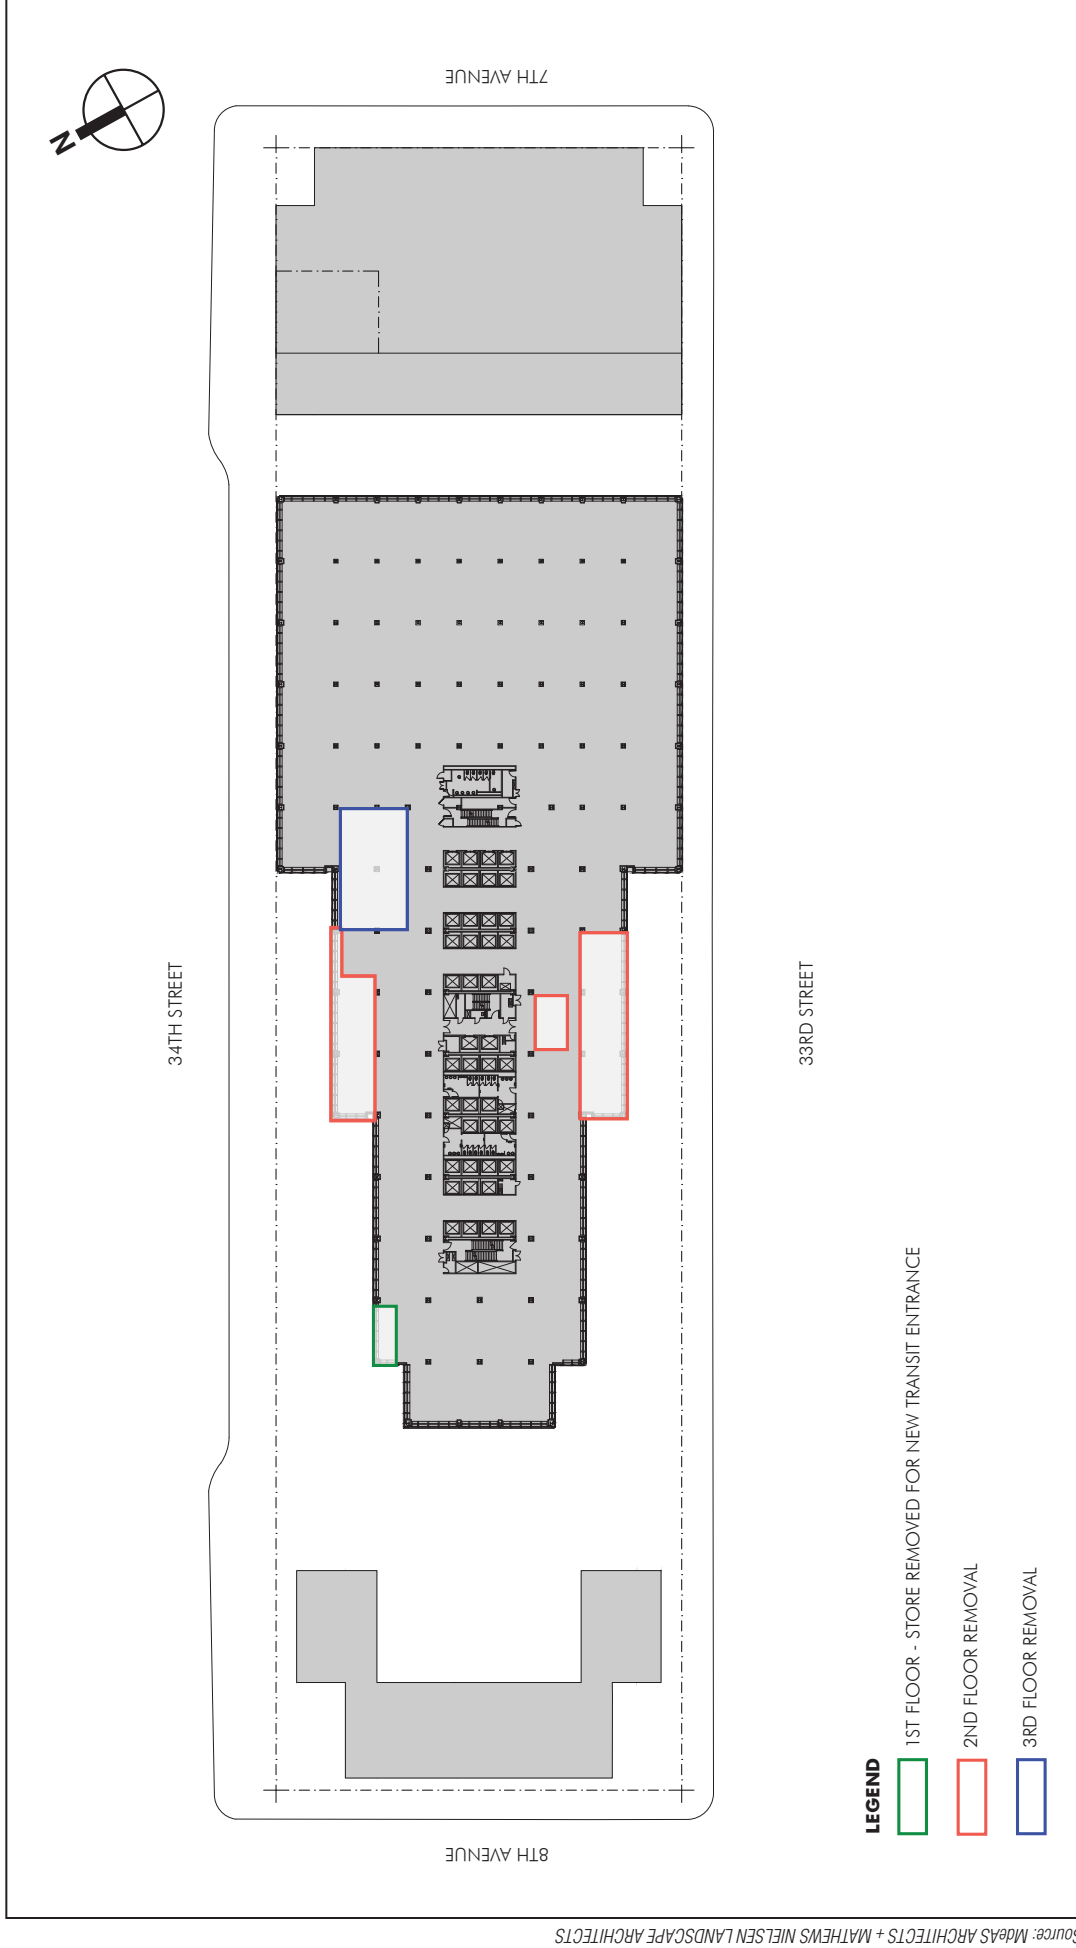 N
7TH AVENUE
34TH STREET
33RD STREET
8TH AVENUE
LEGEND
1ST FLOOR - STORE REMOVED FOR NEW TRANSIT ENTRANCE
2ND FLOOR REMOVAL
3RD FLOOR REMOVAL
Source: MdeAS ARCHITECTS + MATHEWS NIELSEN LANDSCAPE ARCHITECTS